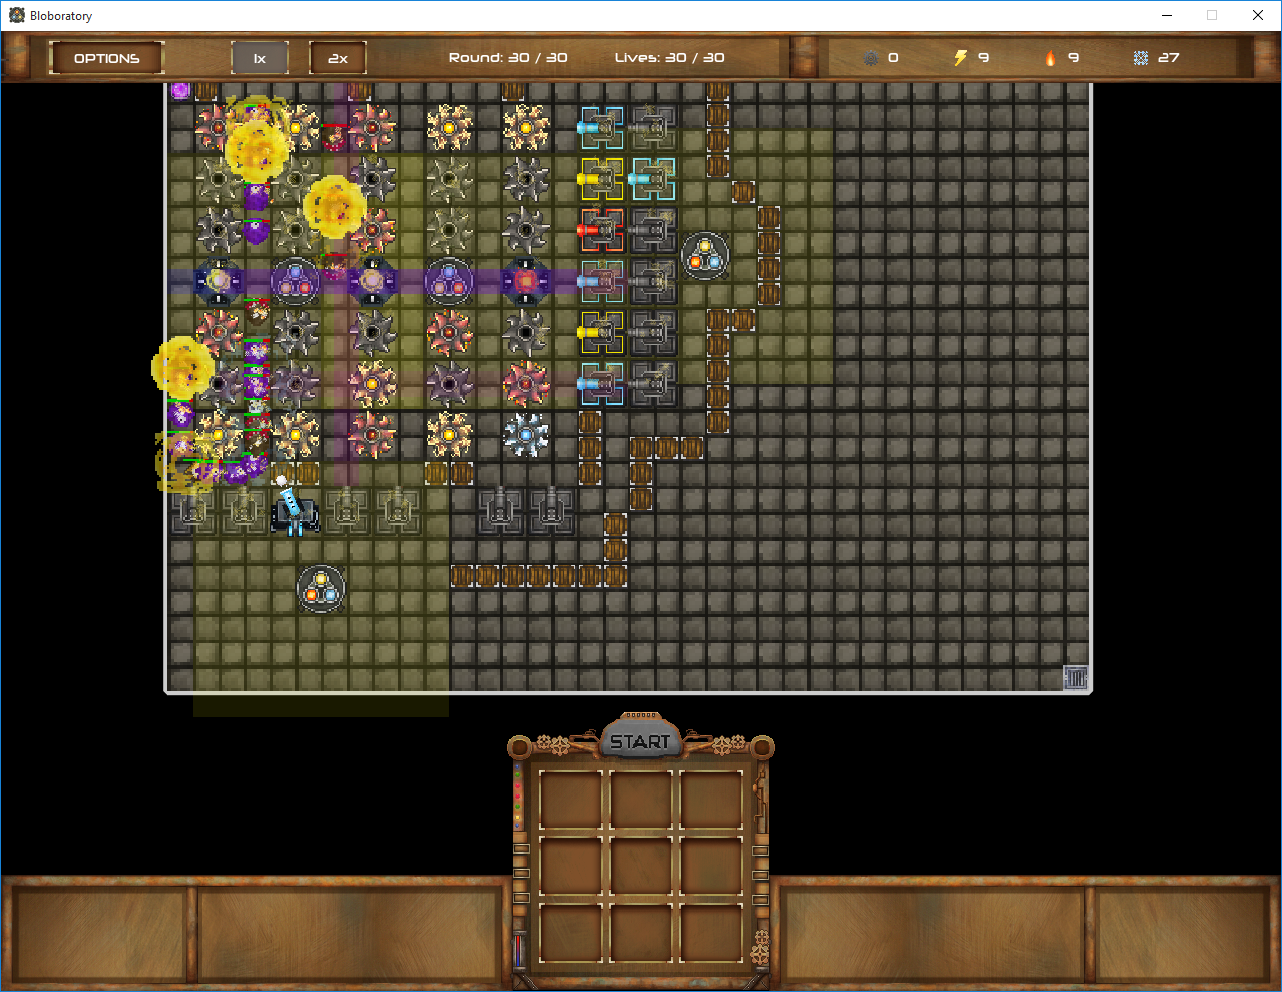 Bloboratory
OPTIONS
1x
2x
Round: 30 / 30
Lives: 30 / 30
0
9
9
27
START